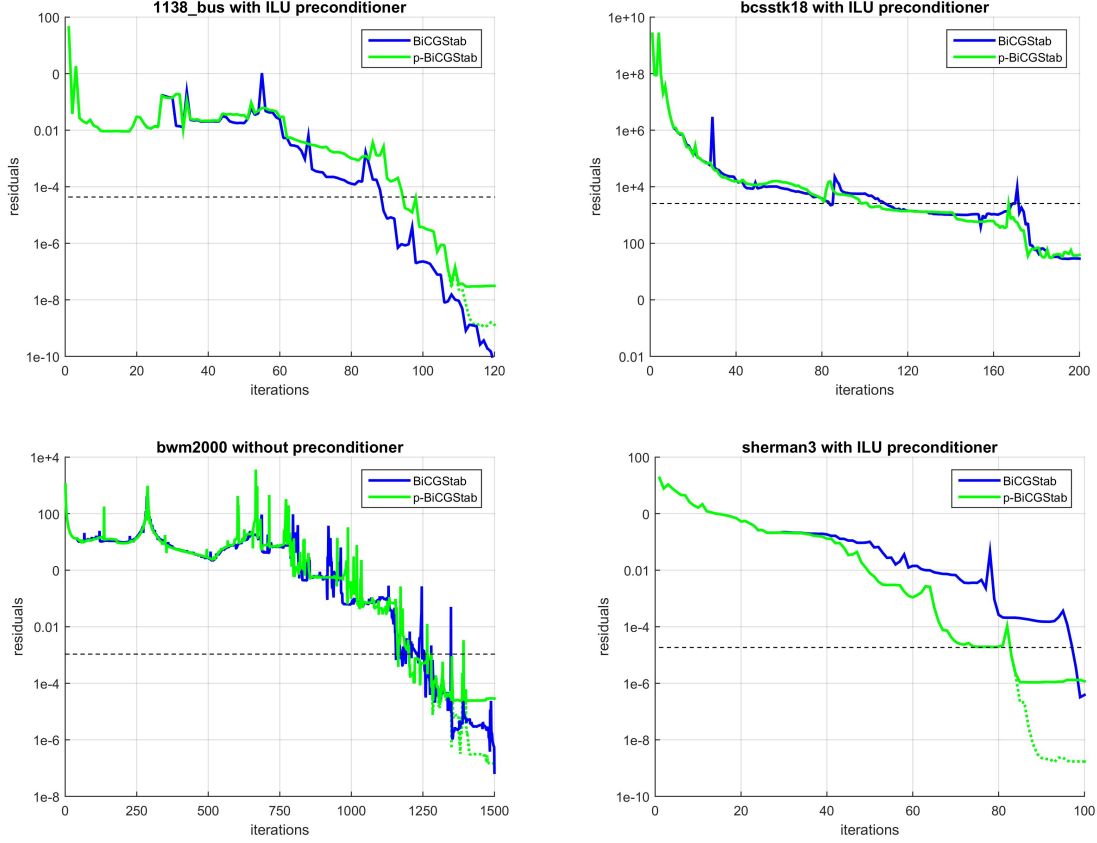 1138_bus with ILU preconditioner
100
0
0.01
1e-4
1e-6
1e-8
1e-10
residuals
BiCGStab
p-BiCGStab
0 20 40 60 80 100 120
iterations
bcsstk18 with ILU preconditioner
1e+10
1e+8
1e+6
1e+4
100
0
0.01
residuals
BiCGStab
p-BiCGStab
0 40 80 120 160 200
iterations
bwm2000 without preconditioner
1e+4
100
0
0.01
1e-4
1e-6
1e-8
residuals
BiCGStab
p-BiCGStab
0 250 500 750 1000 1250 1500
iterations
sherman3 with ILU preconditioner
100
0
0.01
1e-4
1e-6
1e-8
1e-10
residuals
BiCGStab
p-BiCGStab
0 20 40 60 80 100
iterations